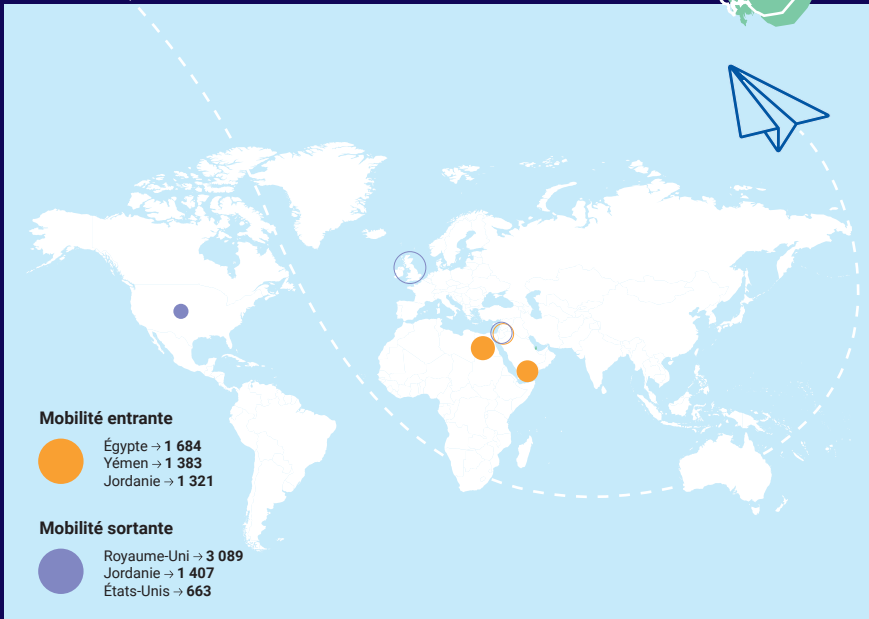 Mobilité entrante
Égypte → 1 684
Yémen → 1 383
Jordanie → 1 321
Mobilité sortante
Royaume-Uni → 3 089
Jordanie → 1 407
États-Unis → 663